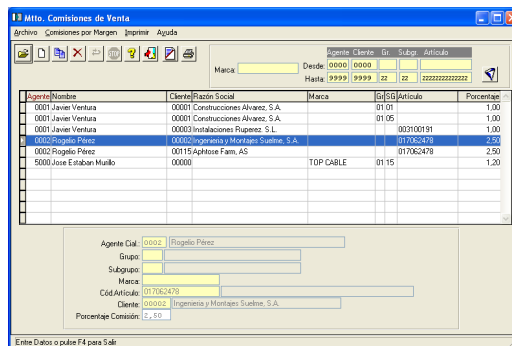 Mtto. Comisiones de Venta
Archivo Comisiones por Margen Imprimir Ayuda
Agente Cliente Gr. Subgr. Artículo
Marca: Desde: 0000 0000
Hasta: 9999 9999 zz zz zzzzzzzzzzzzzz
Agente Nombre Cliente Razón Social Marca Gr SG Artículo Porcentaje
0001 Javier Ventura 00001 Construcciones Alvarez, S.A. 01 01 1,00
0001 Javier Ventura 00001 Construcciones Alvarez, S.A. 01 05 1,00
0001 Javier Ventura 00003 Instalaciones Ruperez. S.L. 003100191 1,00
0002 Rogelio Pérez 00002 Ingenieria y Montajes Suelme, S.A. 017062478 2,50
0002 Rogelio Pérez 00115 Aphtose Farm, AS 017062478 2,50
5000 Jose Estaban Murillo 00000 TOP CABLE 01 15 1,20
Agente Cial.: 0002 Rogelio Pérez
Grupo:
Subgrupo:
Marca:
Cód.Artículo: 017062478
Cliente: 00002 Ingenieria y Montajes Suelme, S.A.
Porcentaje Comisión: 2,50
Entre Datos o pulse F4 para Salir